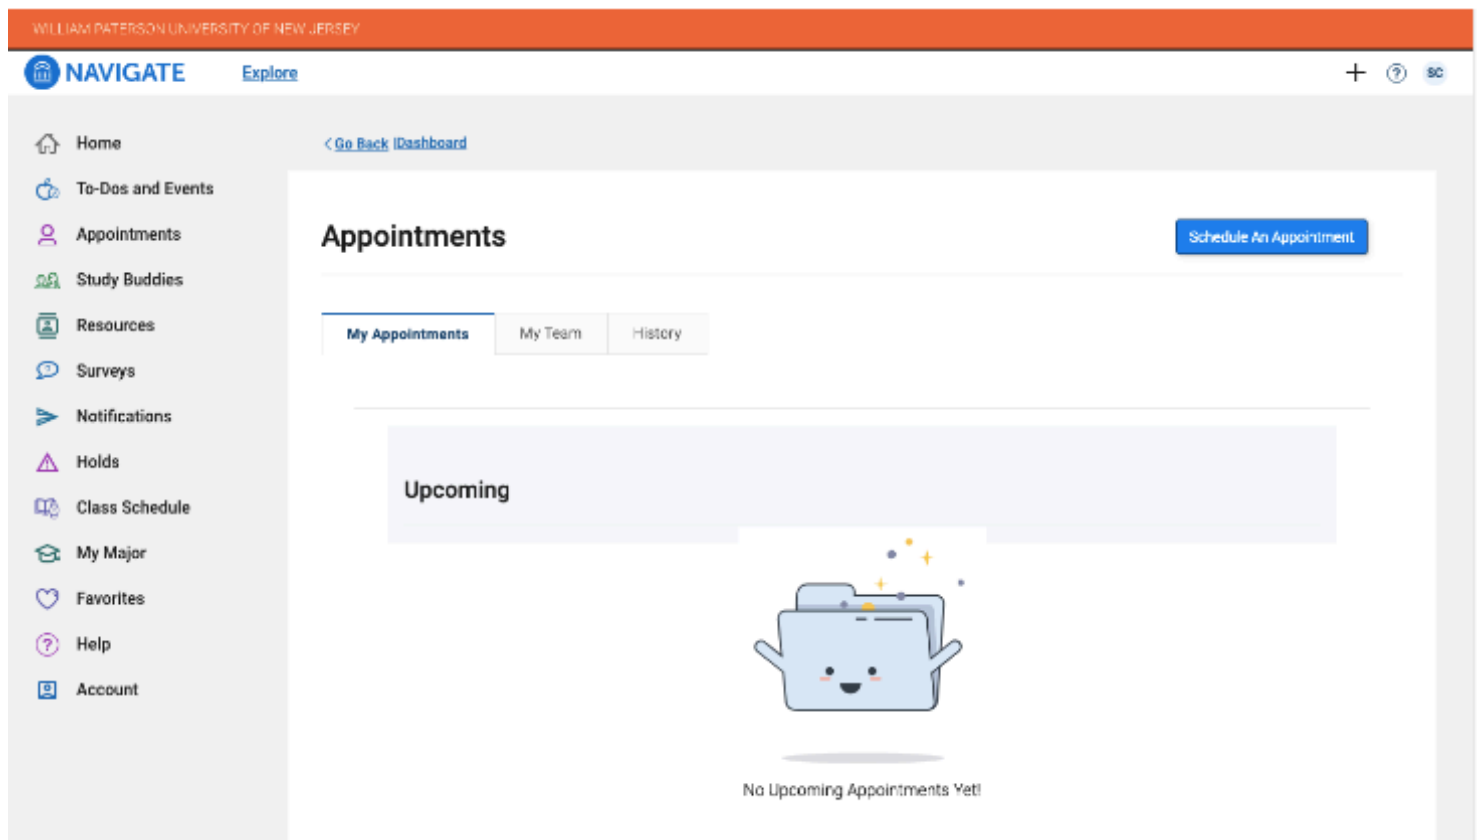 WILLIAM PATERSON UNIVERSITY OF NEW JERSEY
NAVIGATE Explore + ? SC
Home
To-Dos and Events
Appointments
Study Buddies
Resources
Surveys
Notifications
Holds
Class Schedule
My Major
Favorites
Help
Account
< Go Back |Dashboard
Appointments
Schedule An Appointment
My Appointments My Team History
Upcoming
No Upcoming Appointments Yet!